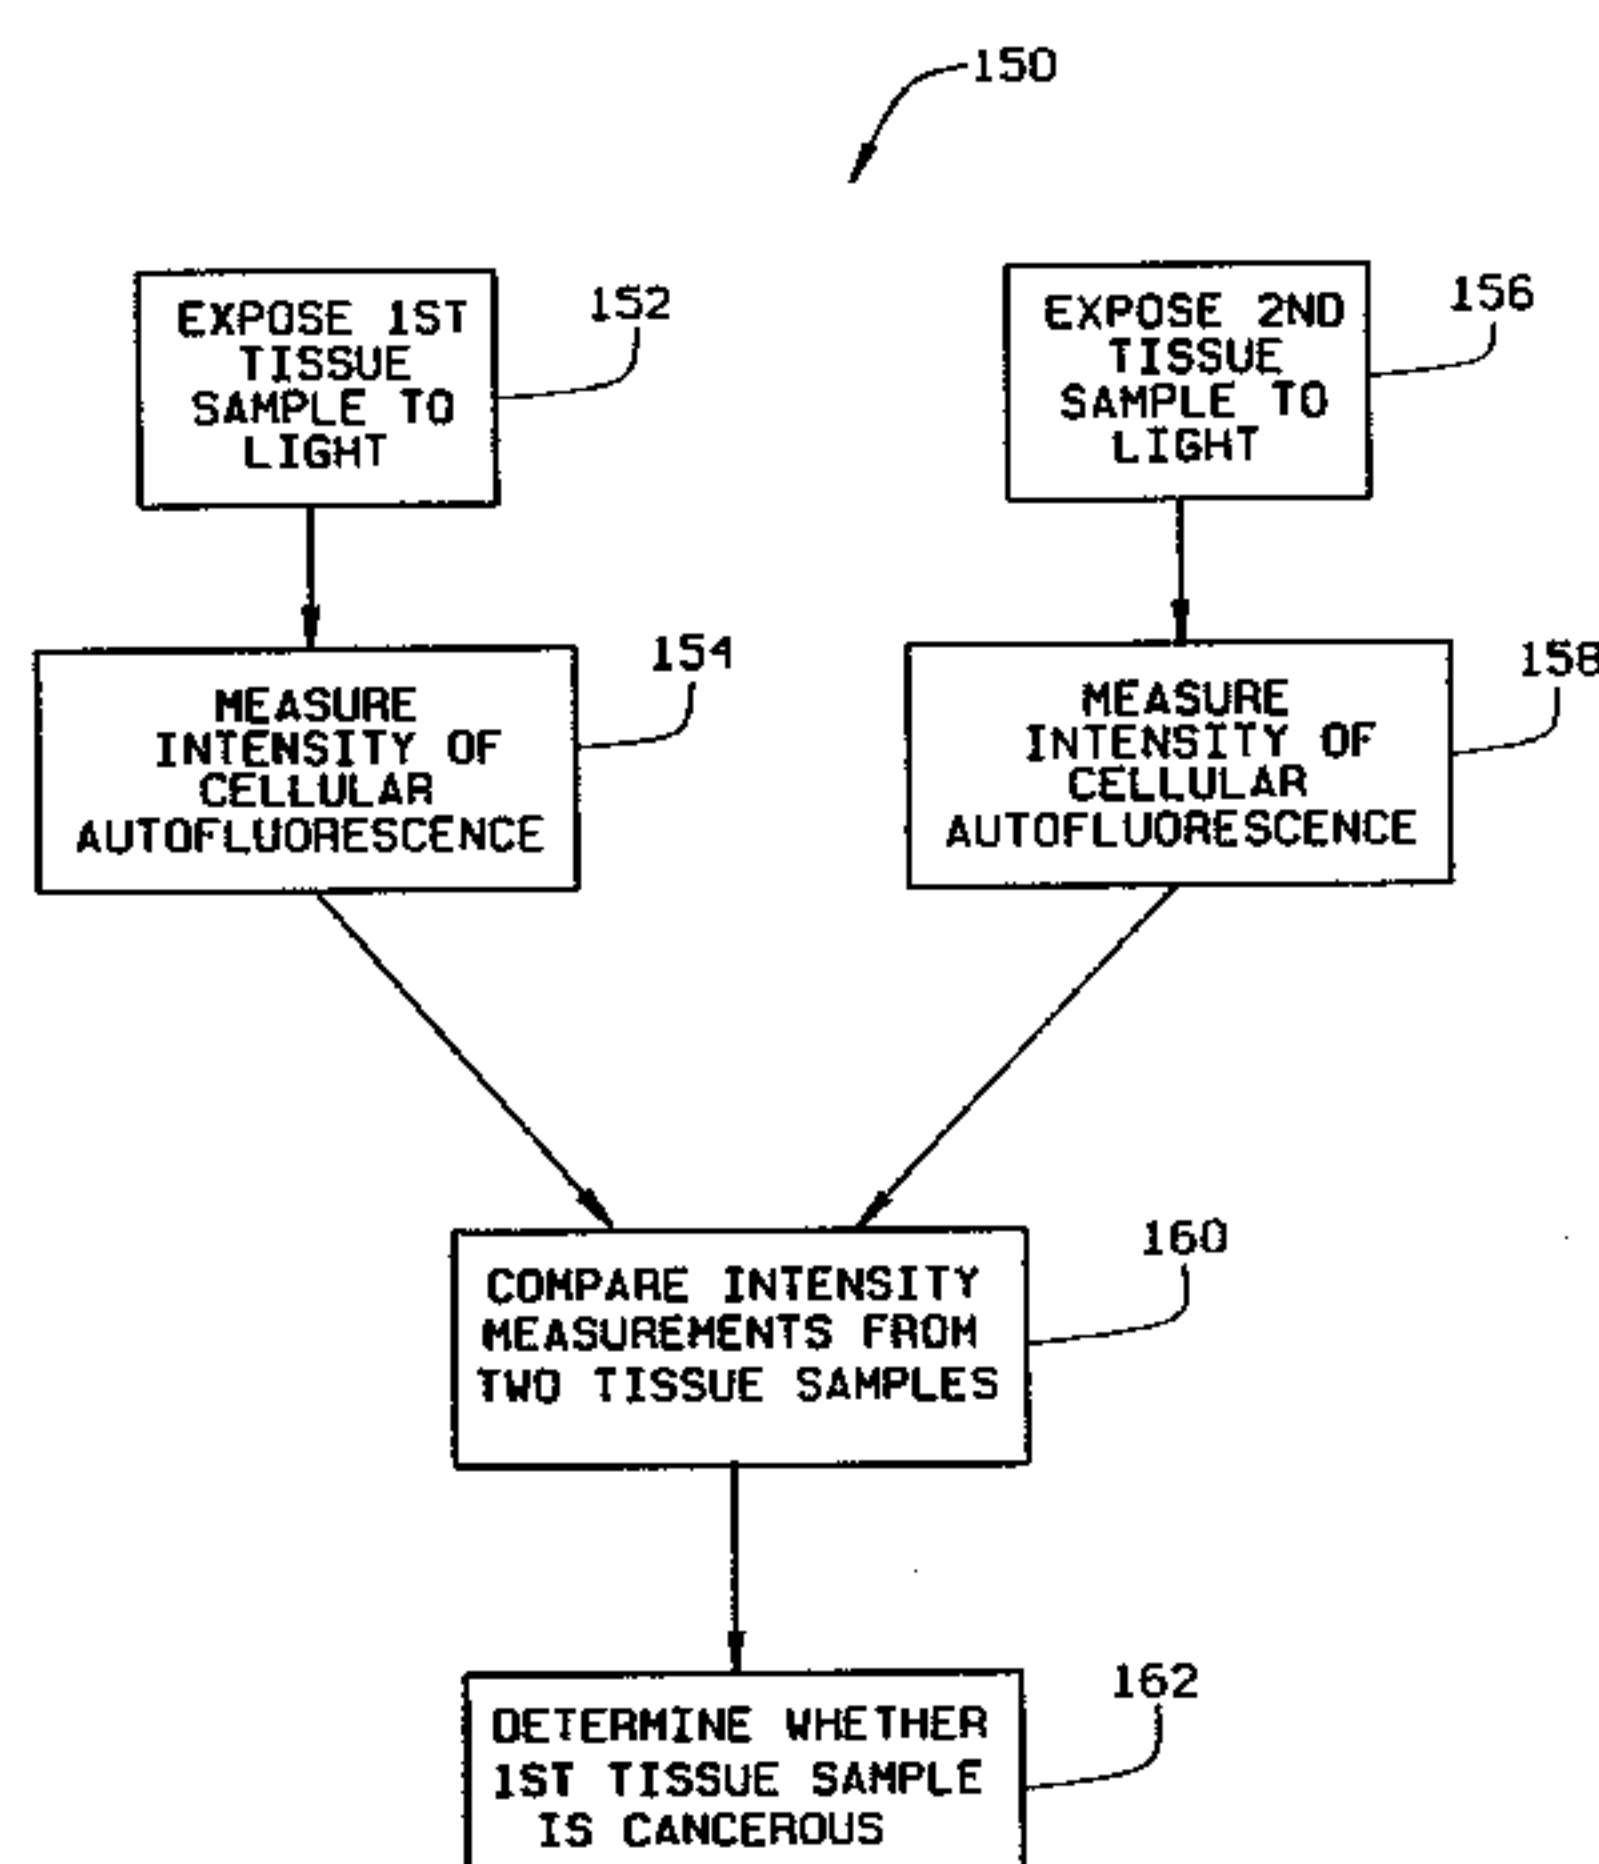 150
EXPOSE 1ST
TISSUE
SAMPLE TO
LIGHT
152
EXPOSE 2ND
TISSUE
SAMPLE TO
LIGHT
156
MEASURE
INTENSITY OF
CELLULAR
AUTOFLUORESCENCE
154
MEASURE
INTENSITY OF
CELLULAR
AUTOFLUORESCENCE
158
COMPARE INTENSITY
MEASUREMENTS FROM
TWO TISSUE SAMPLES
160
DETERMINE WHETHER
1ST TISSUE SAMPLE
IS CANCEROUS
162